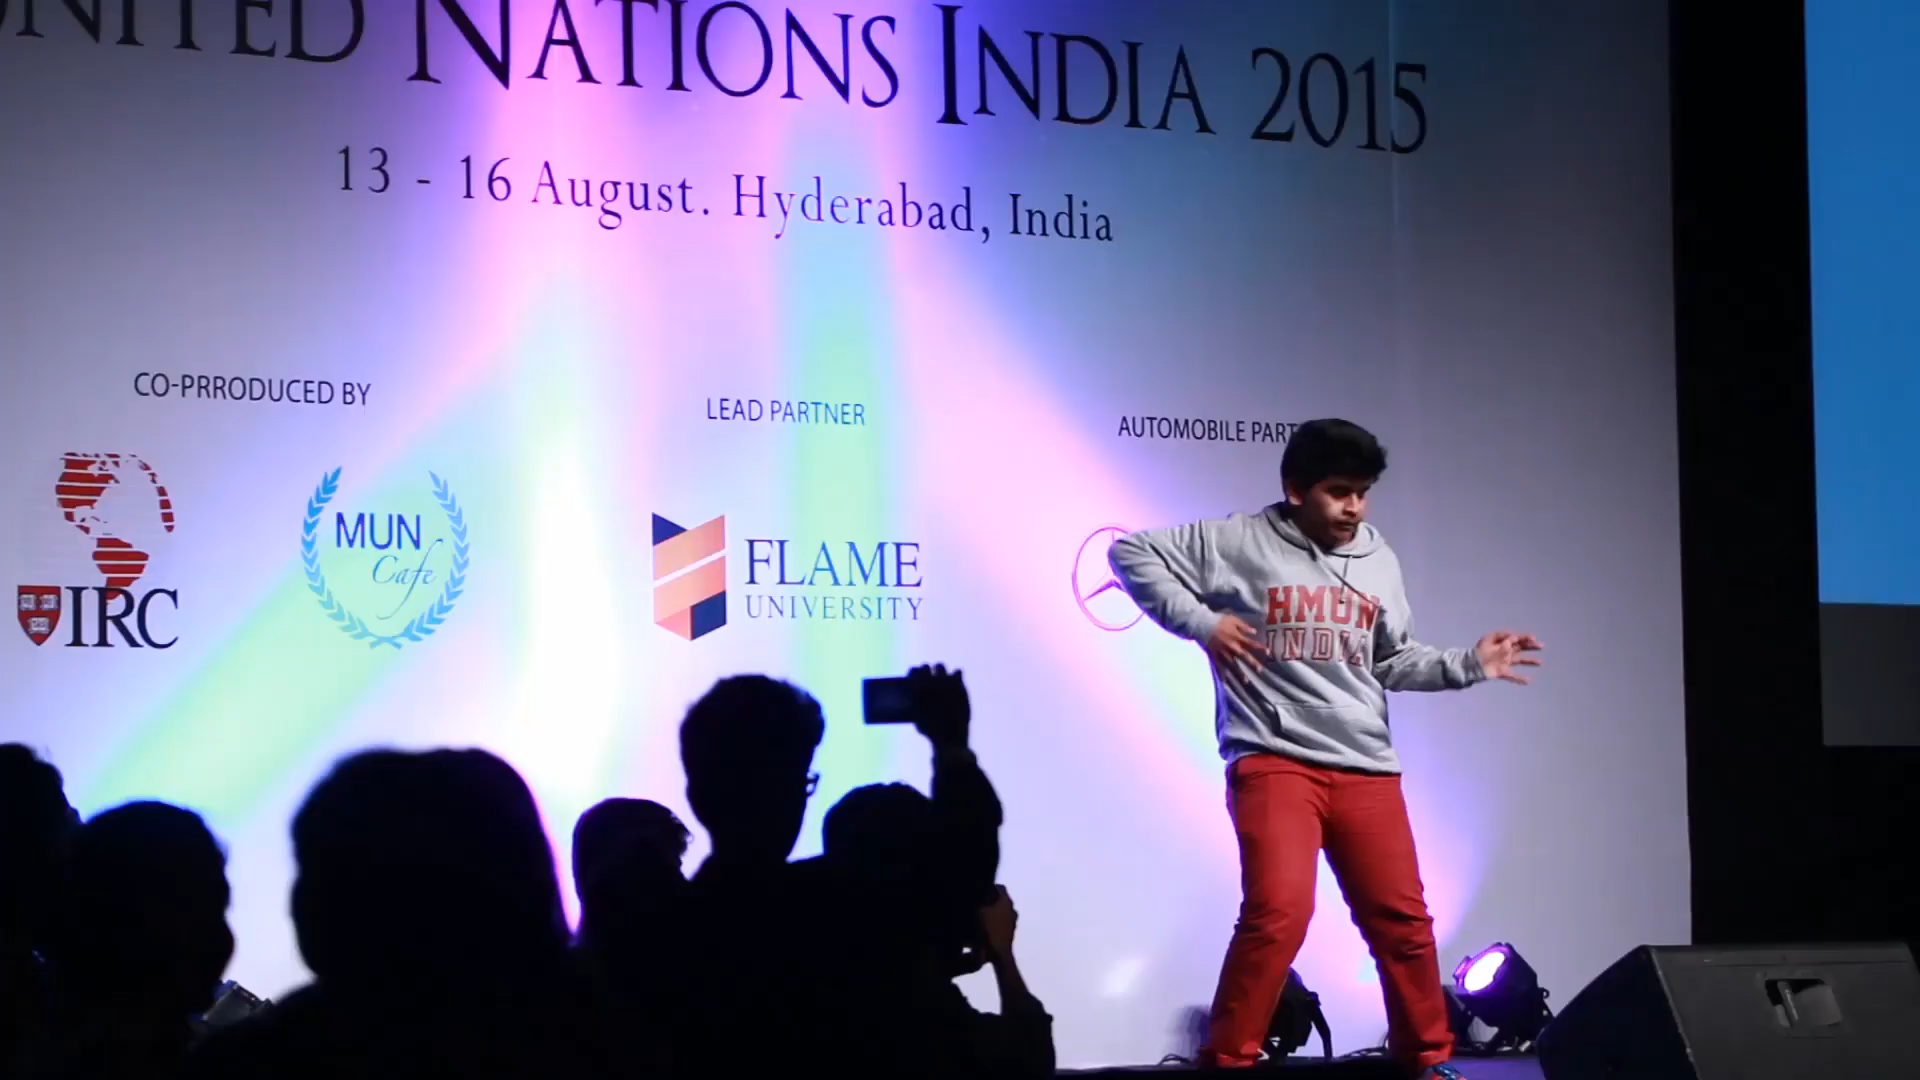 UNITED NATIONS INDIA 2015
13 - 16 August. Hyderabad, India
CO-PRRODUCED BY
LEAD PARTNER
AUTOMOBILE PART
IRC
MUN
Cafe
FLAME
UNIVERSITY
HMUN
INDIA